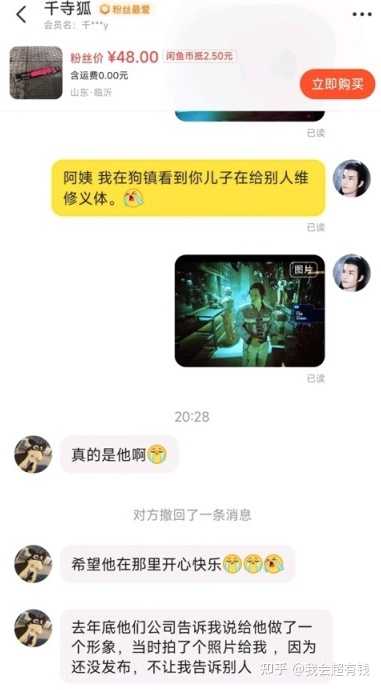 千寺狐 粉丝最爱
会员名:千***y
粉丝价 ¥48.00 闲鱼币抵2.50元
含运费0.00元
山东·临沂
立即购买
已读
阿姨 我在狗镇看到你儿子在给别人维
修义体。
已读
图片
已读
20:28
真的是他啊
对方撤回了一条消息
希望他在那里开心快乐
去年底他们公司告诉我说给他做了一
个形象,当时拍了个照片给我 ,因为
还没发布,不让我告诉别人
知乎 @我会超有钱